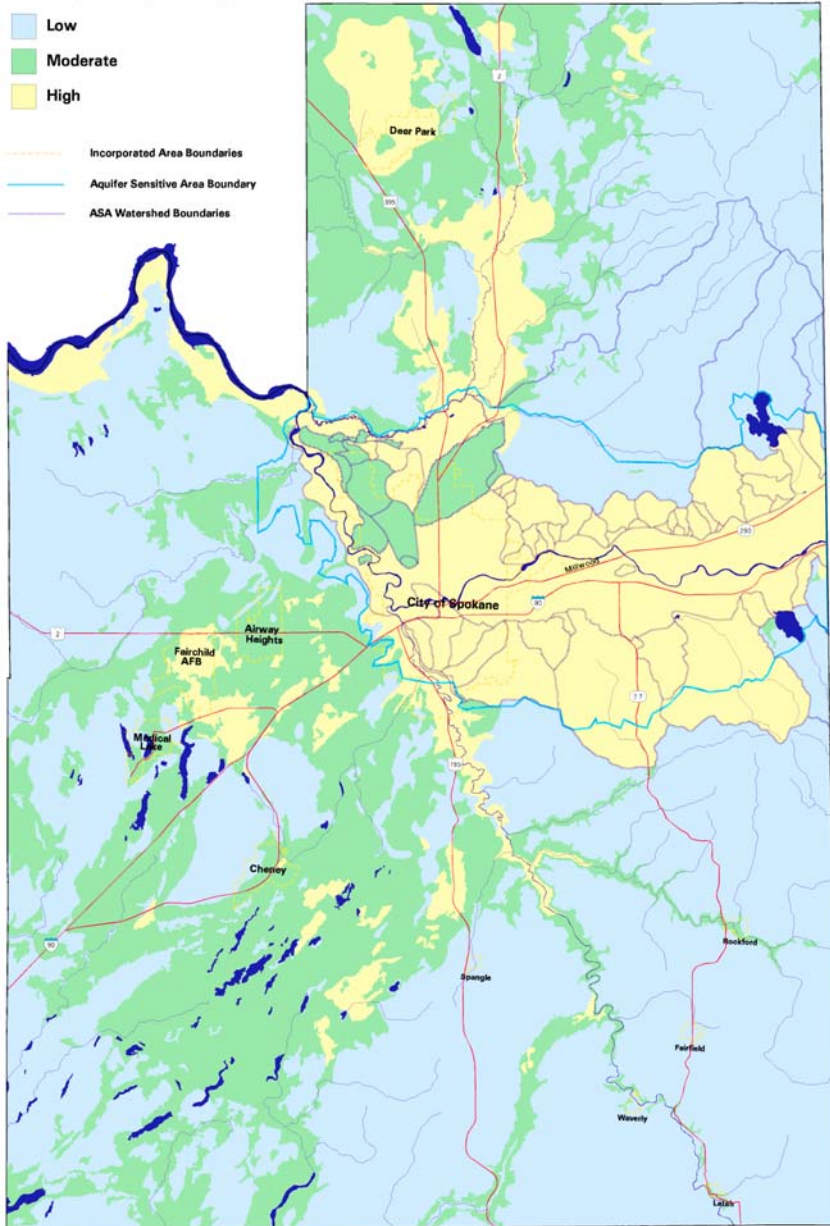 Low
Moderate
High
Incorporated Area Boundaries
Aquifer Sensitive Area Boundary
ASA Watershed Boundaries
2
Deer Park
395
290
Millwood
City of Spokane
90
2
Airway
Heights
Fairchild
AFB
27
Medical
Lake
195
Cheney
90
Rockford
Spangle
Fairfield
Waverly
Latah